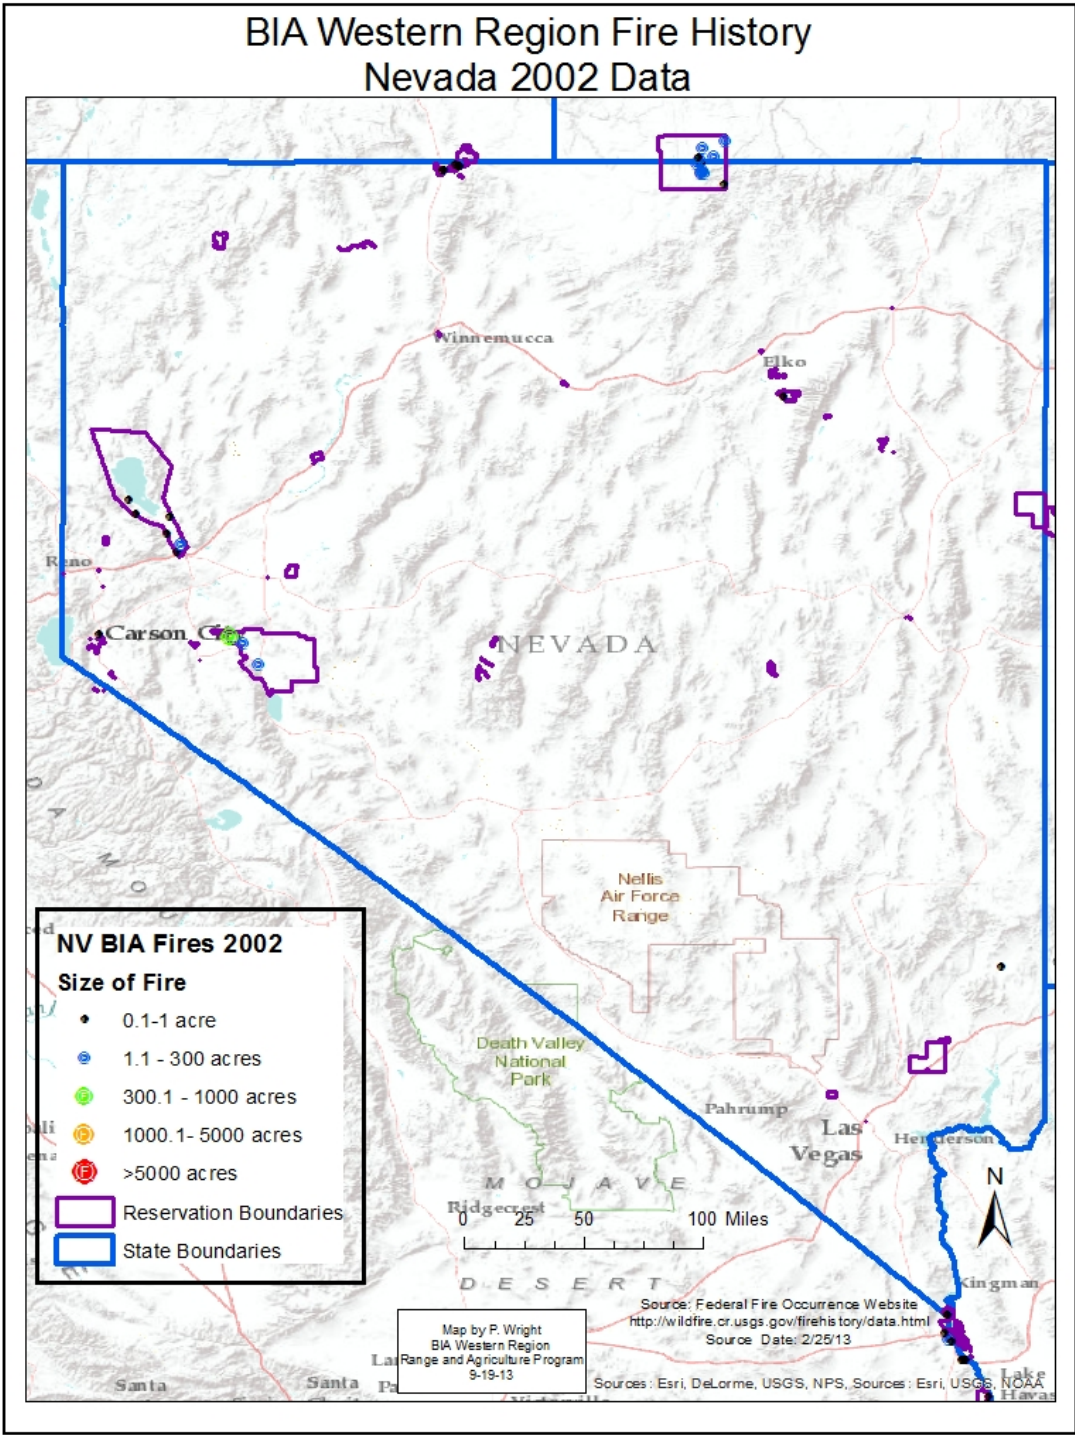 BIA Western Region Fire History
Nevada 2002 Data
Winnemucca
Elko
Reno
Carson City
NEVADA
Nellis
Air Force
Range
Death Valley
National
Park
Pahrump
Las
Vegas
Henderson
MOJAVE
Ridgecrest
DESERT
Kingman
N
0 25 50 100 Miles
NV BIA Fires 2002
Size of Fire
0.1-1 acre
1.1 - 300 acres
300.1 - 1000 acres
1000.1- 5000 acres
>5000 acres
Reservation Boundaries
State Boundaries
Source: Federal Fire Occurrence Website
http://wildfire.cr.usgs.gov/firehistory/data.html
Source Date: 2/25/13
Map by P. Wright
BIA Western Region
Range and Agriculture Program
9-19-13
Sources: Esri, DeLorme, USGS, NPS, Sources: Esri, USGS, NOAA
Lake
Havas
Santa
Santa